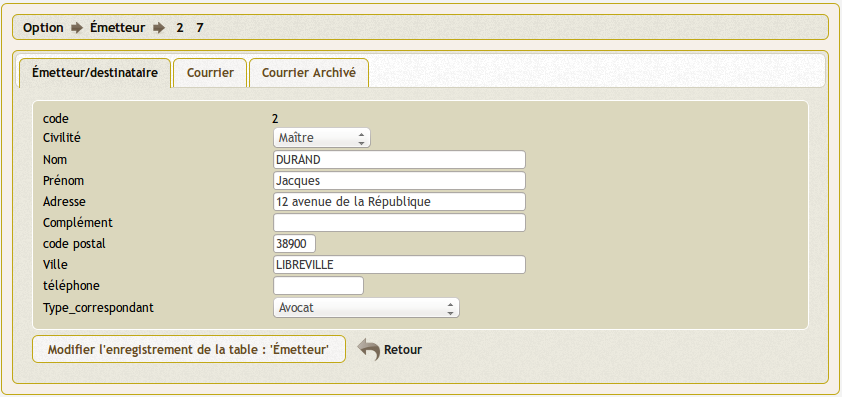 Option Émetteur 2 7
Émetteur/destinataire Courrier Courrier Archivé
code 2
Civilité Maître
Nom DURAND
Prénom Jacques
Adresse 12 avenue de la République
Complément
code postal 38900
Ville LIBREVILLE
téléphone
Type_correspondant Avocat
Modifier l'enregistrement de la table : 'Émetteur' Retour